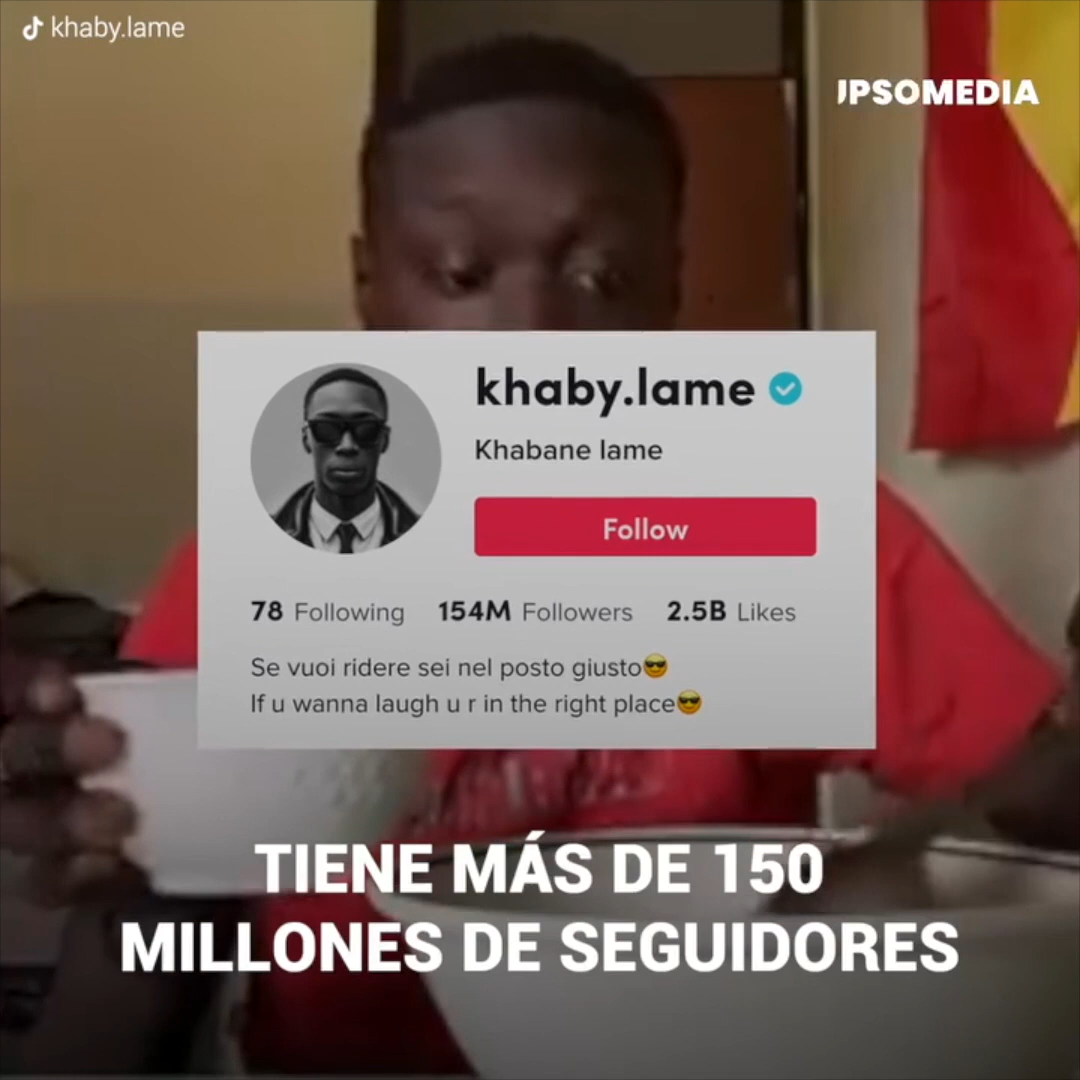 khaby.lame
UPSOMEDIA
khaby.lame
Khabane lame
Follow
78 Following 154M Followers 2.5B Likes
Se vuoi ridere sei nel posto giusto😎
If u wanna laugh u r in the right place😎
TIENE MÁS DE 150
MILLONES DE SEGUIDORES